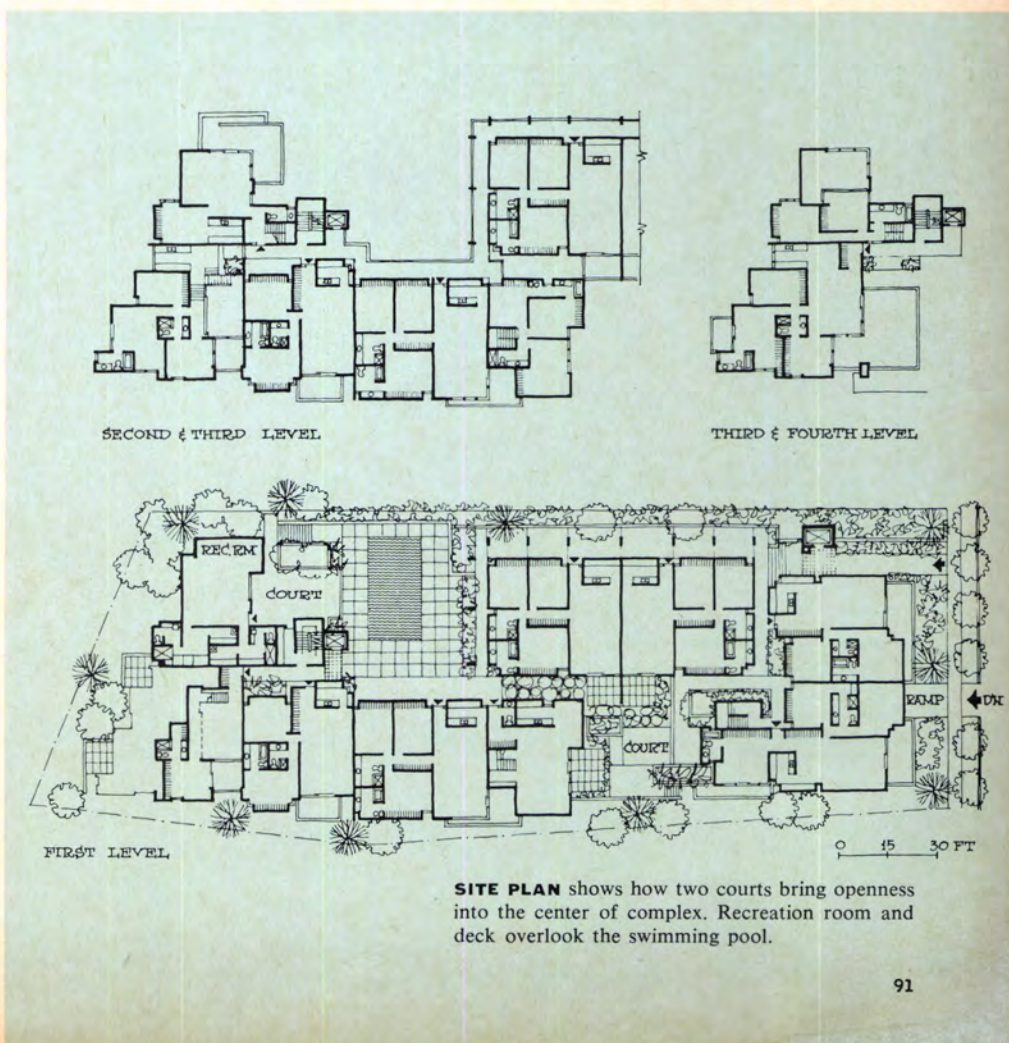 SECOND & THIRD LEVEL
THIRD & FOURTH LEVEL
REC. RM
COURT
RAMP
DN
COURT
FIRST LEVEL
0 15 30 FT
SITE PLAN shows how two courts bring openness
into the center of complex. Recreation room and
deck overlook the swimming pool.
91